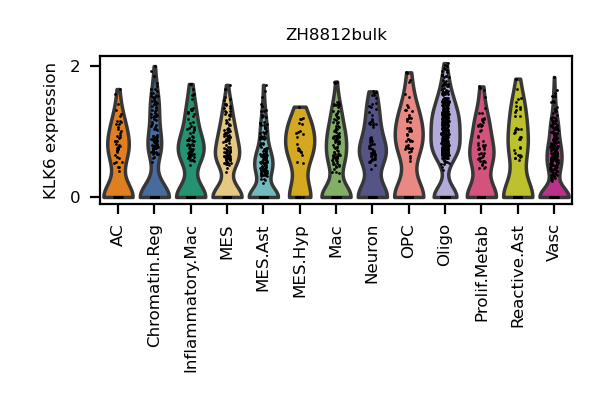 ZH8812bulk
KLK6 expression
2
0
AC
Chromatin.Reg
Inflammatory.Mac
MES
MES.Ast
MES.Hyp
Mac
Neuron
OPC
Oligo
Prolif.Metab
Reactive.Ast
Vasc